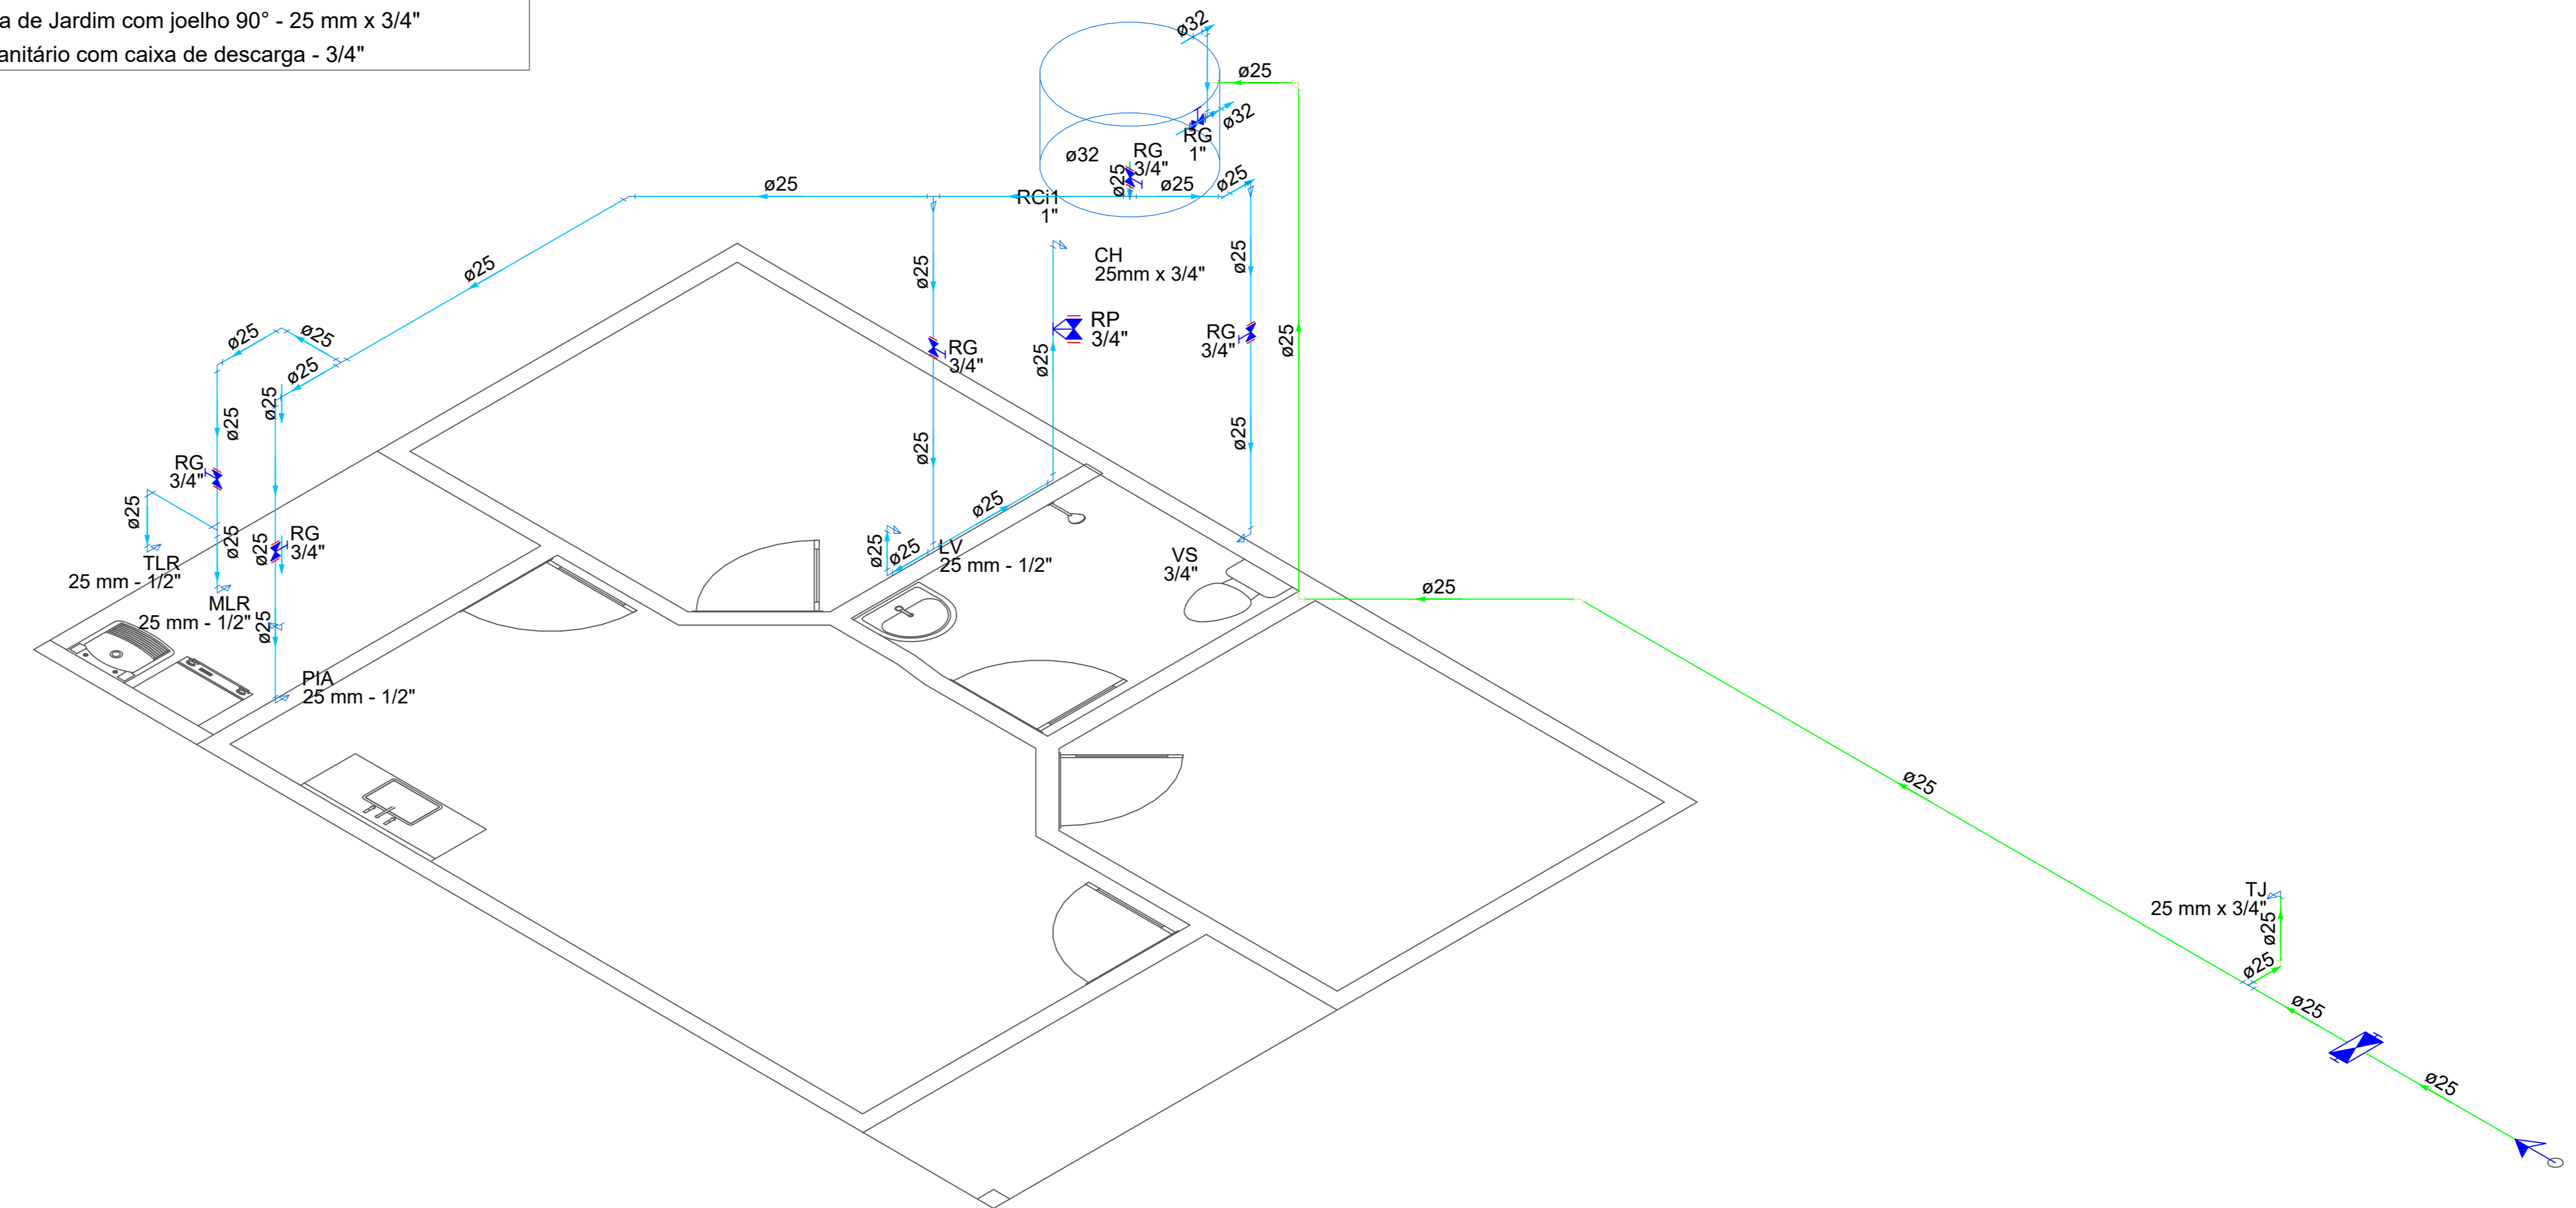 a de Jardim com joelho 90° - 25 mm x 3/4"
anitário com caixa de descarga - 3/4"
ø32
ø25
ø32
RG
1"
ø32
RG
3/4"
ø25
ø25
ø25
ø25
RCi1
1"
CH
25mm x 3/4"
ø25
ø25
ø25
RP
3/4"
RG
3/4"
ø25
ø25
RG
3/4"
ø25
ø25
ø25
ø25
ø25
ø25
ø25
ø25
RG
3/4"
ø25
ø25
ø25
RG
3/4"
ø25
ø25
ø25
ø25
LV
25 mm - 1/2"
VS
3/4"
TLR
25 mm - 1/2"
MLR
25 mm - 1/2"
ø25
PIA
25 mm - 1/2"
ø25
ø25
TJ
25 mm x 3/4"
ø25
ø25
ø25
ø25